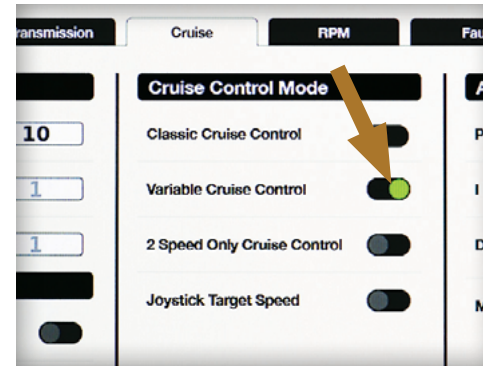 ransmission Cruise RPM Fau
Cruise Control Mode
10 Classic Cruise Control P
1 Variable Cruise Control I
1 2 Speed Only Cruise Control D
Joystick Target Speed M